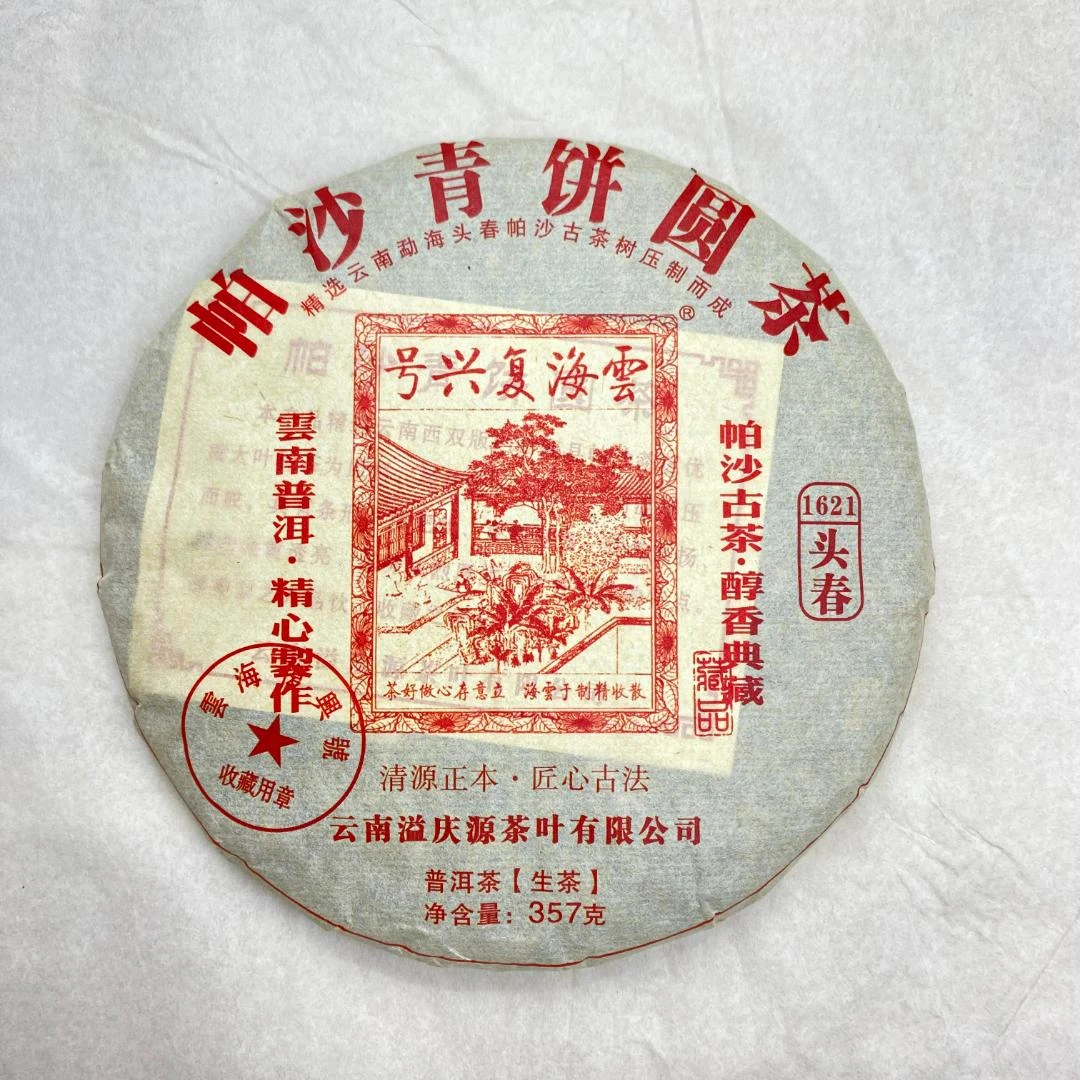 帕沙青饼圆茶
精选云南勐海头春帕沙古茶树压制而成
®
雲海复兴号
雲南普洱·精心製作
帕沙古茶·醇香典藏
1621
头春
散收精制于雲海 立意存心做好茶
藏品
雲海興號
收藏用章
清源正本·匠心古法
云南溢庆源茶叶有限公司
普洱茶【生茶】
净含量：357克